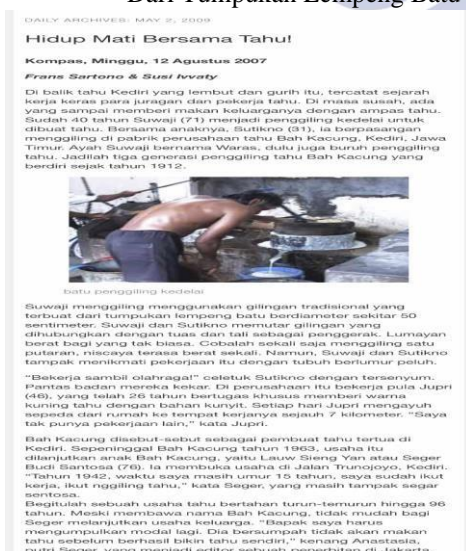 Dari Tumpukan Lempeng Batu
DAILY ARCHIVES: MAY 2, 2009
Hidup Mati Bersama Tahu!
Kompas, Minggu, 12 Agustus 2007
Frans Sartono & Susi Ivvaty
Di balik tahu Kediri yang lembut dan gurih itu, tercatat sejarah
kerja keras para juragan dan pekerja tahu. Di masa susah, ada
yang sampai memberi makan keluarganya dengan ampas tahu.
Sudah 40 tahun Suwaji (71) menjadi penggiling kedelai untuk
dibuat tahu. Bersama anaknya, Sutikno (31), ia berpasangan
menggiling di pabrik perusahaan tahu Bah Kacung, Kediri, Jawa
Timur. Ayah Suwaji bernama Waras, dulu juga buruh penggiling
tahu. Jadilah tiga generasi penggiling tahu Bah Kacung yang
berdiri sejak tahun 1912.
batu penggiling kedelai
Suwaji menggiling menggunakan gilingan tradisional yang
terbuat dari tumpukan lempeng batu berdiameter sekitar 50
sentimeter. Suwaji dan Sutikno memutar gilingan yang
dihubungkan dengan tuas dan tali sebagai penggerak. Lumayan
berat bagi yang tak biasa. Cobalah sekali saja menggiling satu
putaran, niscaya terasa berat sekali. Namun, Suwaji dan Sutikno
tampak menikmati pekerjaan itu dengan tubuh berlumur peluh.
"Bekerja sambil olahraga!" celetuk Sutikno dengan tersenyum.
Pantas badan mereka kekar. Di perusahaan itu bekerja pula Jupri
(46), yang telah 26 tahun bertugas khusus memberi warna
kuning tahu dengan bahan kunyit. Setiap hari Jupri mengayuh
sepeda dari rumah ke tempat kerjanya sejauh 7 kilometer. "Saya
tak punya pekerjaan lain," kata Jupri.
Bah Kacung disebut-sebut sebagai pembuat tahu tertua di
Kediri. Sepeninggal Bah Kacung tahun 1963, usaha itu
dilanjutkan anak Bah Kacung, yaitu Lauw Sieng Yan atau Seger
Budi Santosa (76). Ia membuka usaha di Jalan Trunojoyo, Kediri.
"Tahun 1942, waktu saya masih umur 15 tahun, saya sudah ikut
kerja, ikut nggiling tahu," kata Seger, yang masih tampak segar
sentosa.
Begitulah sebuah usaha tahu bertahan turun-temurun hingga 96
tahun. Meski membawa nama Bah Kacung, tidak mudah bagi
Seger melanjutkan usaha keluarga. "Bapak saya harus
mengumpulkan modal lagi. Dia bersumpah tidak akan makan
tahu sebelum berhasil bikin tahu sendiri," kenang Anastasia,
putri Seger, yang menjadi editor sebuah penerbitan di Jakarta.